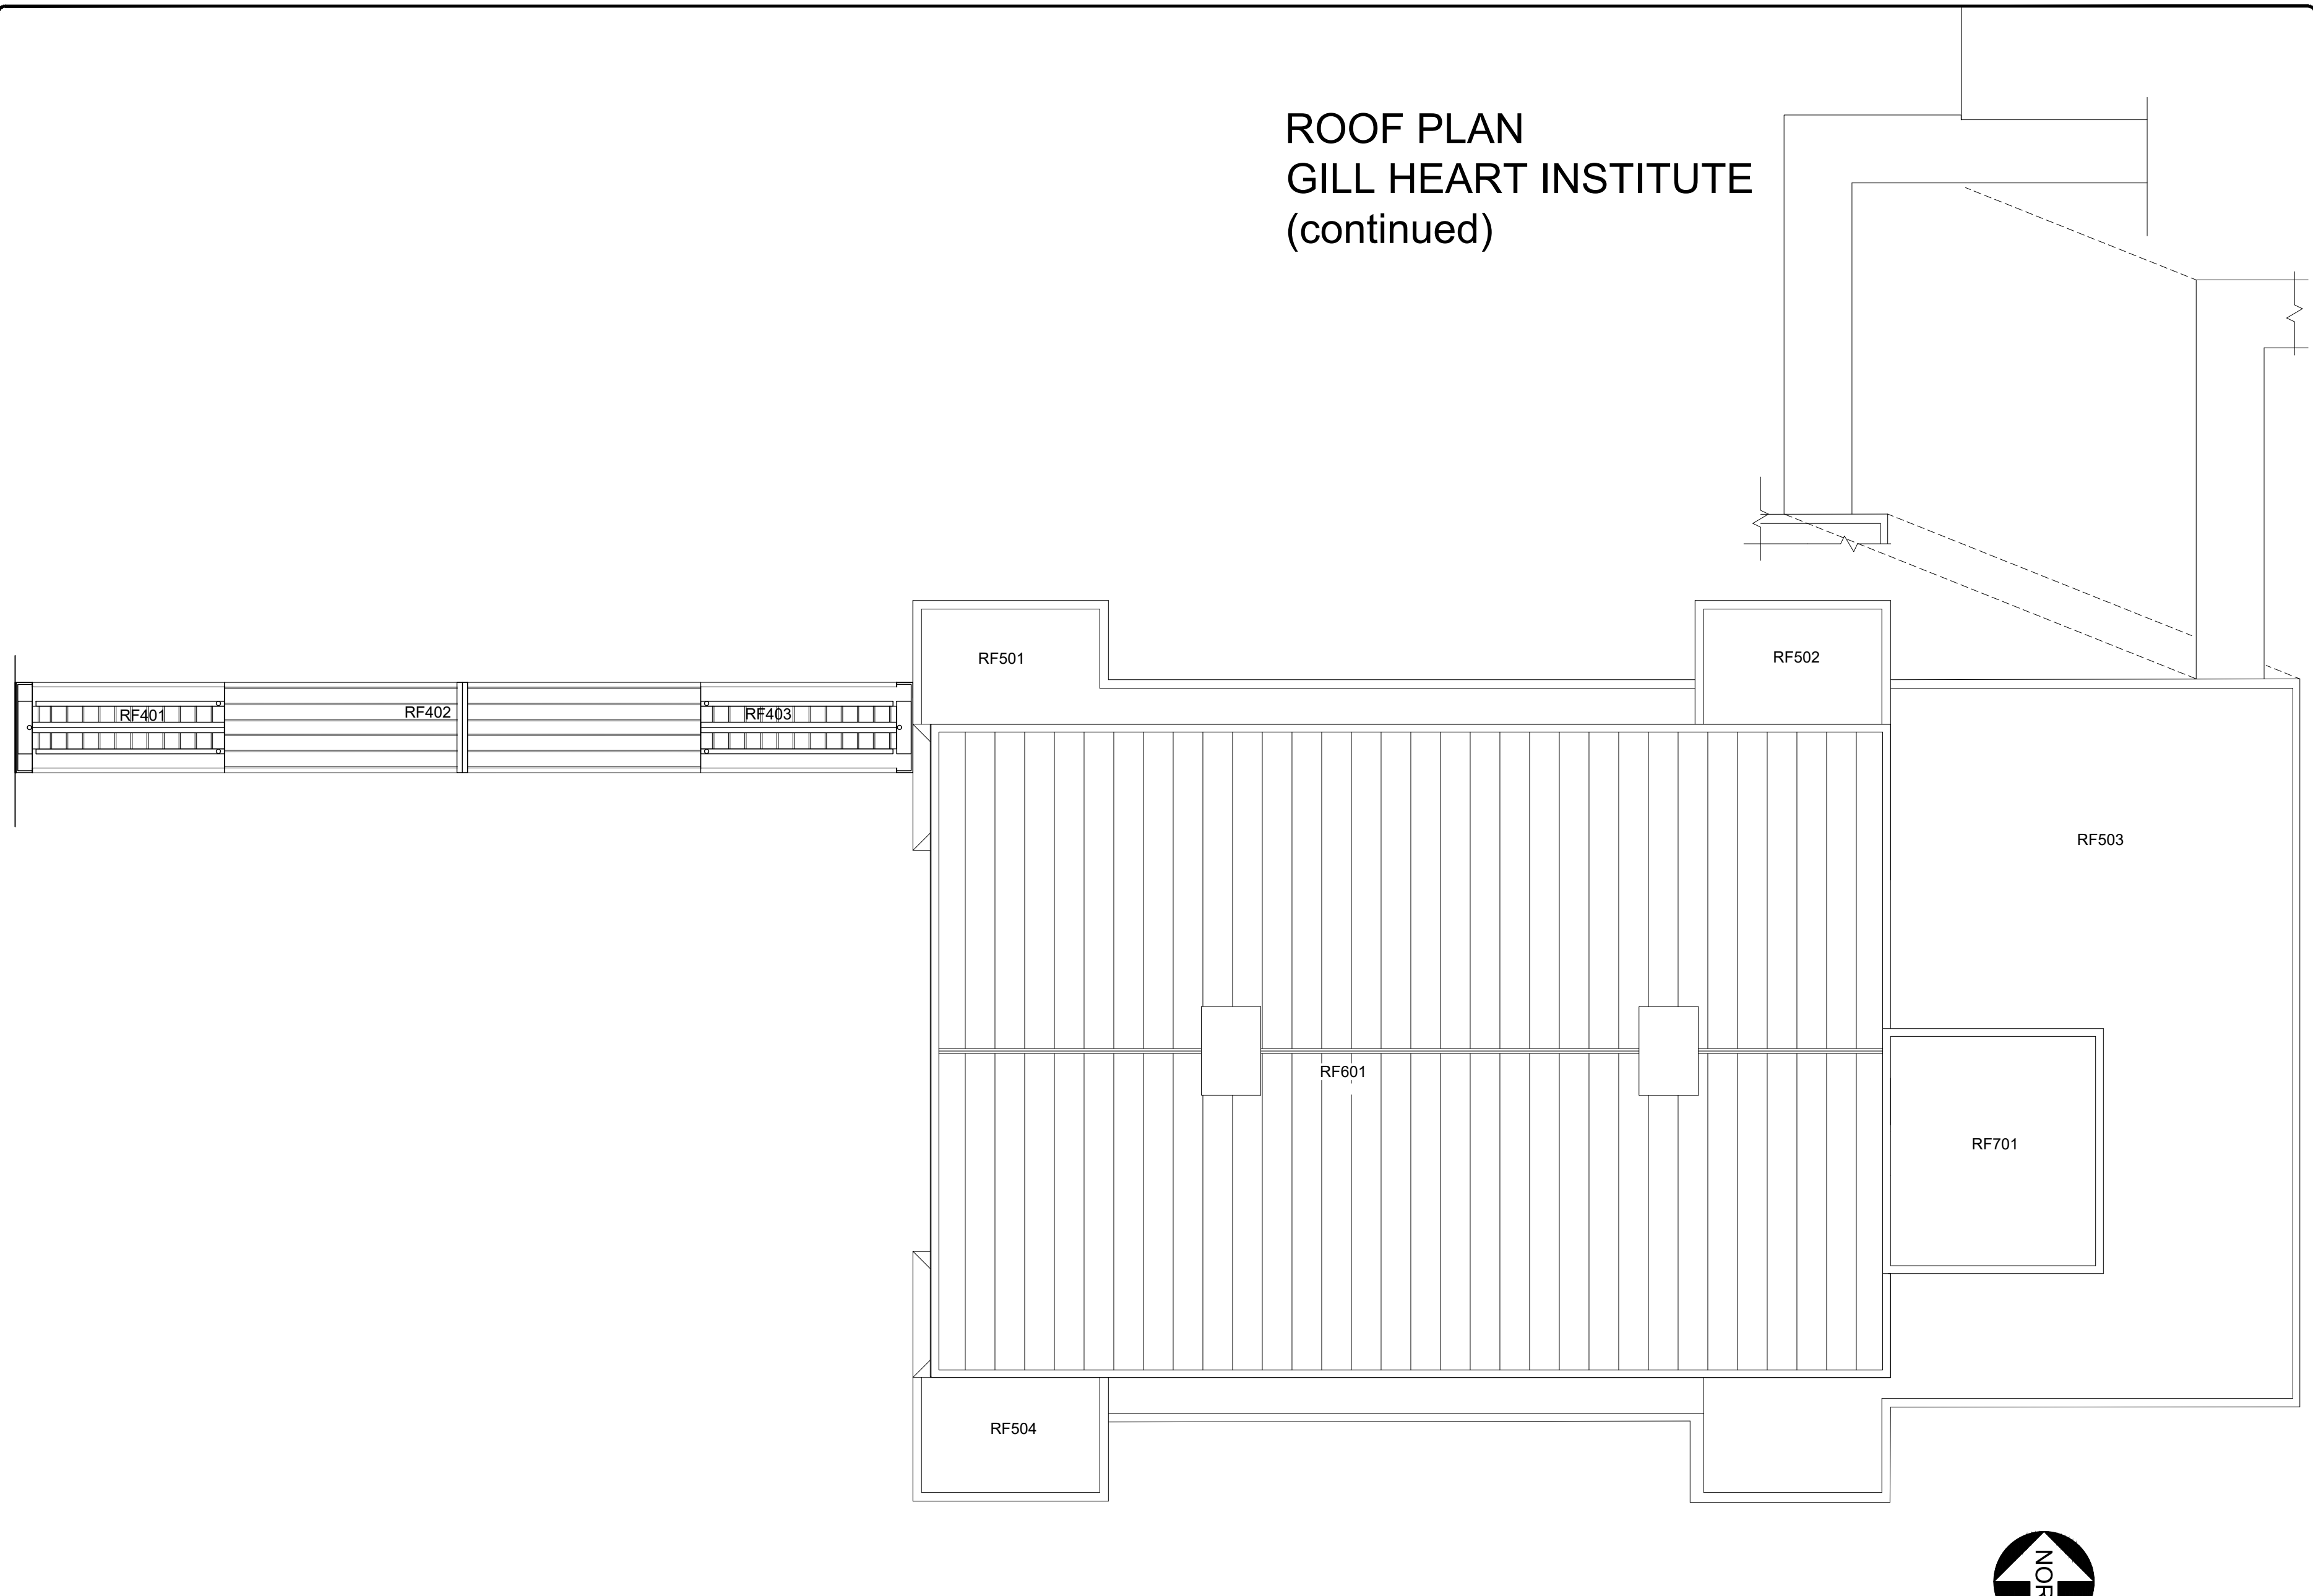 ROOF PLAN
GILL HEART INSTITUTE
(continued)
RF501
RF502
RF401
RF402
RF403
RF503
RF601
RF701
RF504